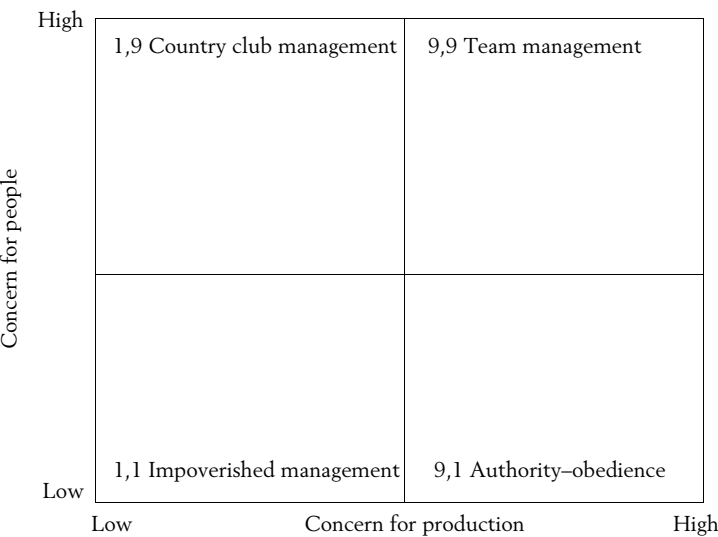 High
1,9 Country club management
9,9 Team management
Concern for people
1,1 Impoverished management
9,1 Authority–obedience
Low
Low
Concern for production
High